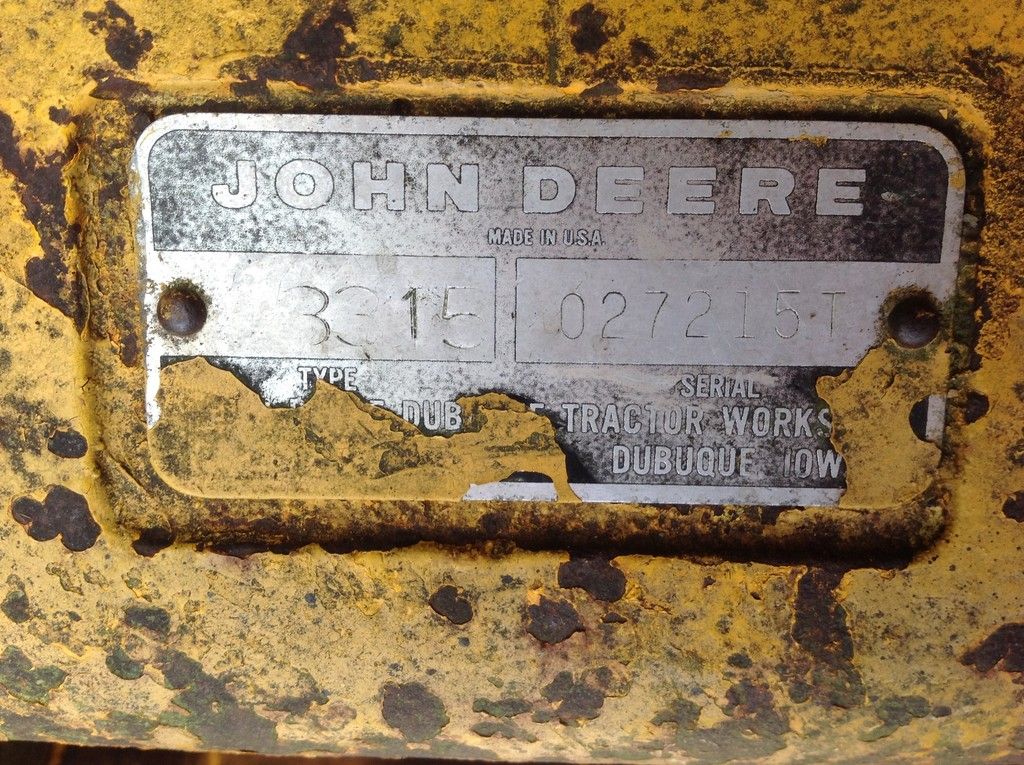 JOHN DEERE
MADE IN U.S.A.
3315 027215T
TYPE SERIAL
TRACTOR WORKS
DUBUQUE